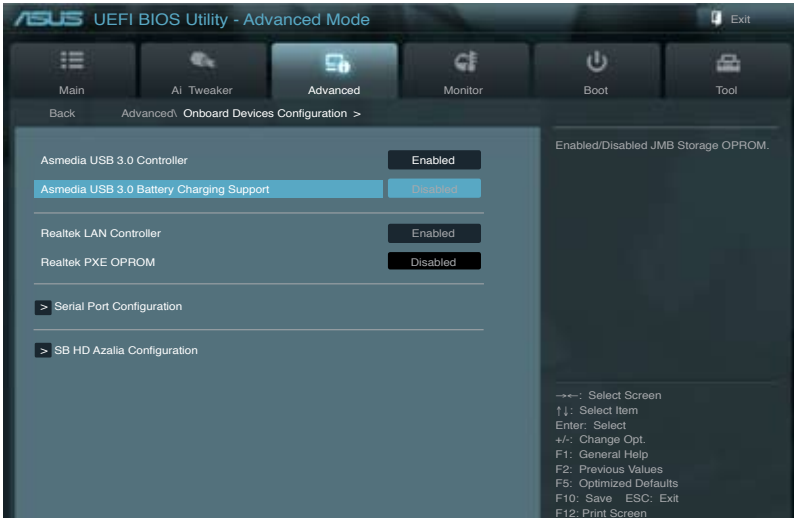 ASUS UEFI BIOS Utility - Advanced Mode
Exit
Main
Ai Tweaker
Advanced
Monitor
Boot
Tool
Back Advanced\ Onboard Devices Configuration >
Asmedia USB 3.0 Controller Enabled
Asmedia USB 3.0 Battery Charging Support Disabled
Realtek LAN Controller Enabled
Realtek PXE OPROM Disabled
> Serial Port Configuration
> SB HD Azalia Configuration
Enabled/Disabled JMB Storage OPROM.
→←: Select Screen
↑↓: Select Item
Enter: Select
+/-: Change Opt.
F1: General Help
F2: Previous Values
F5: Optimized Defaults
F10: Save ESC: Exit
F12: Print Screen